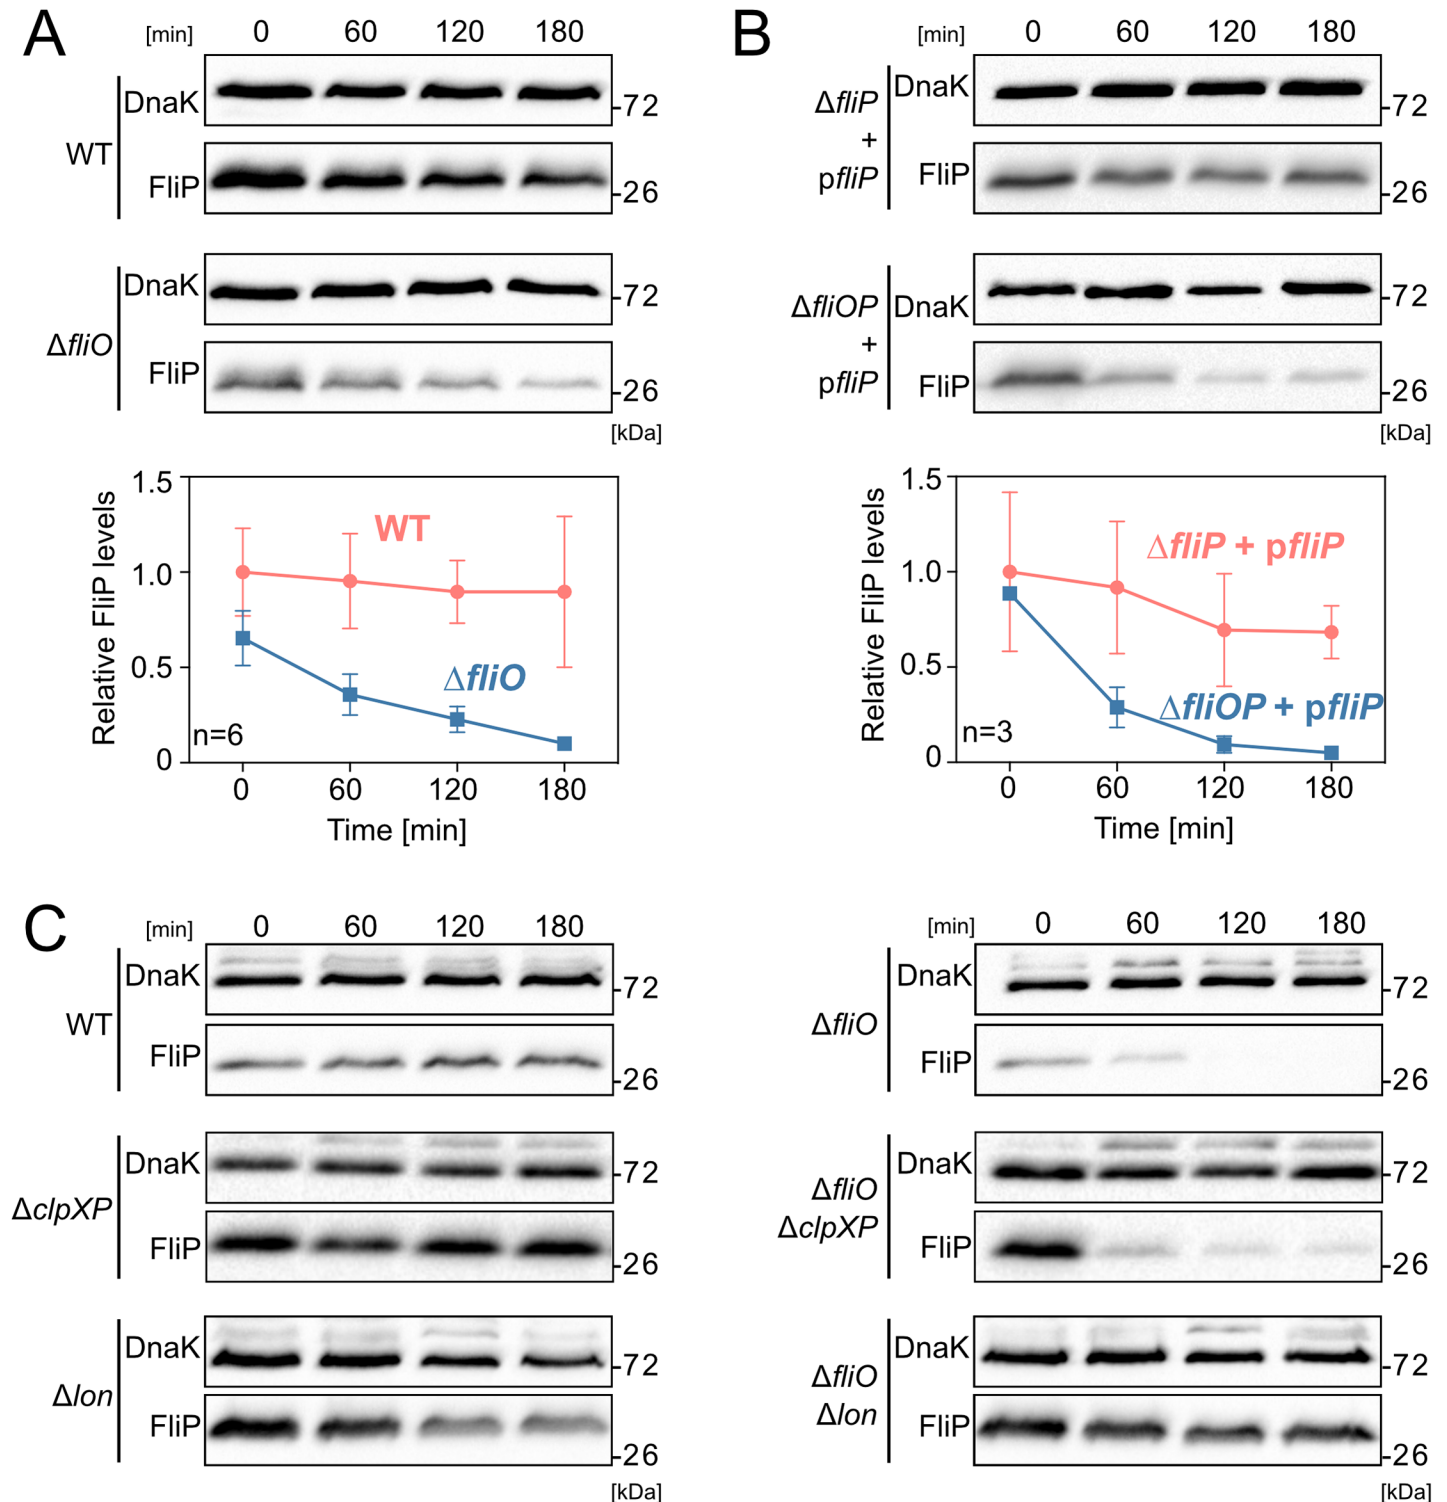 A
[min] 0 60 120 180
WT
DnaK
-72
FliP
-26
ΔfliO
DnaK
-72
FliP
-26
[kDa]
Relative FliP levels
1.5
1.0
0.5
0
WT
ΔfliO
n=6
0 60 120 180
Time [min]
B
[min] 0 60 120 180
ΔfliP
+
pfliP
DnaK
-72
FliP
-26
ΔfliOP
+
pfliP
DnaK
-72
FliP
-26
[kDa]
Relative FliP levels
1.5
1.0
0.5
0
ΔfliP + pfliP
ΔfliOP + pfliP
n=3
0 60 120 180
Time [min]
C
[min] 0 60 120 180
WT
DnaK
-72
FliP
-26
ΔclpXP
DnaK
-72
FliP
-26
Δlon
DnaK
-72
FliP
-26
[kDa]
[min] 0 60 120 180
ΔfliO
DnaK
-72
FliP
-26
ΔfliO
ΔclpXP
DnaK
-72
FliP
-26
ΔfliO
Δlon
DnaK
-72
FliP
-26
[kDa]